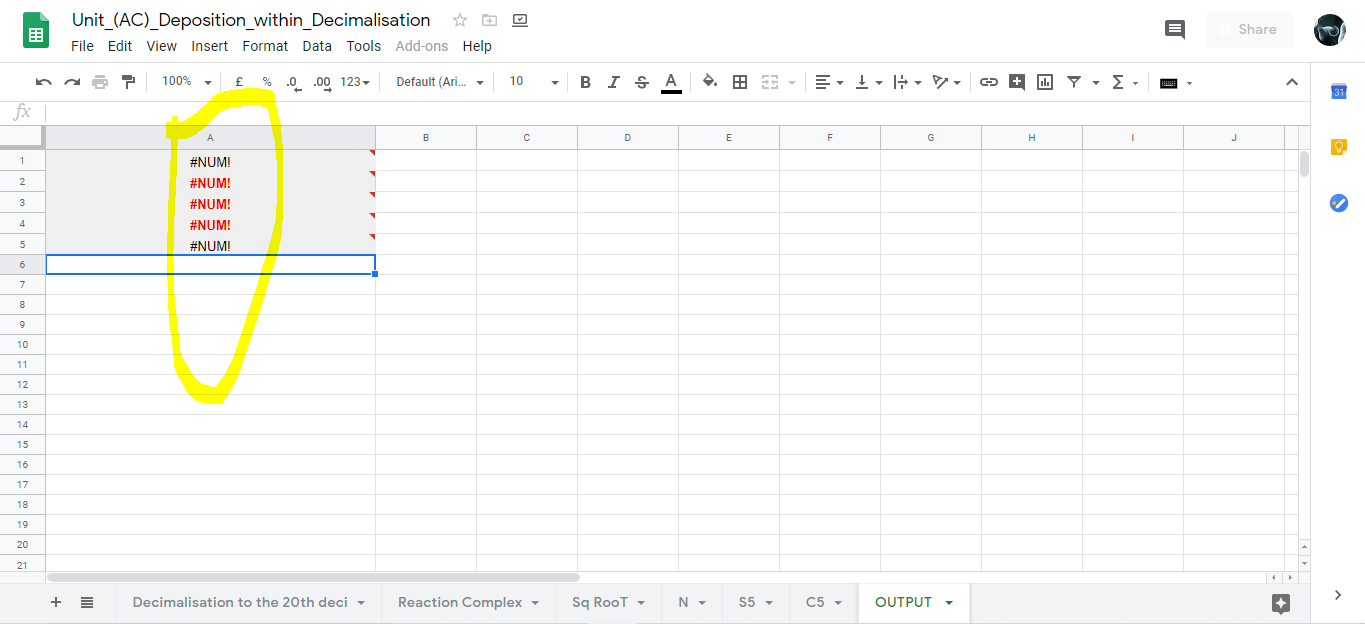 Unit_(AC)_Deposition_within_Decimalisation
File Edit View Insert Format Data Tools Add-ons Help
Share
100% £ % .0 .00 123 Default (Ari... 10 B I S A Σ
31
fx
A B C D E F G H I J
1 #NUM!
2 #NUM!
3 #NUM!
4 #NUM!
5 #NUM!
6
7
8
9
10
11
12
13
14
15
16
17
18
19
20
21
Decimalisation to the 20th deci Reaction Complex Sq RooT N S5 C5 OUTPUT